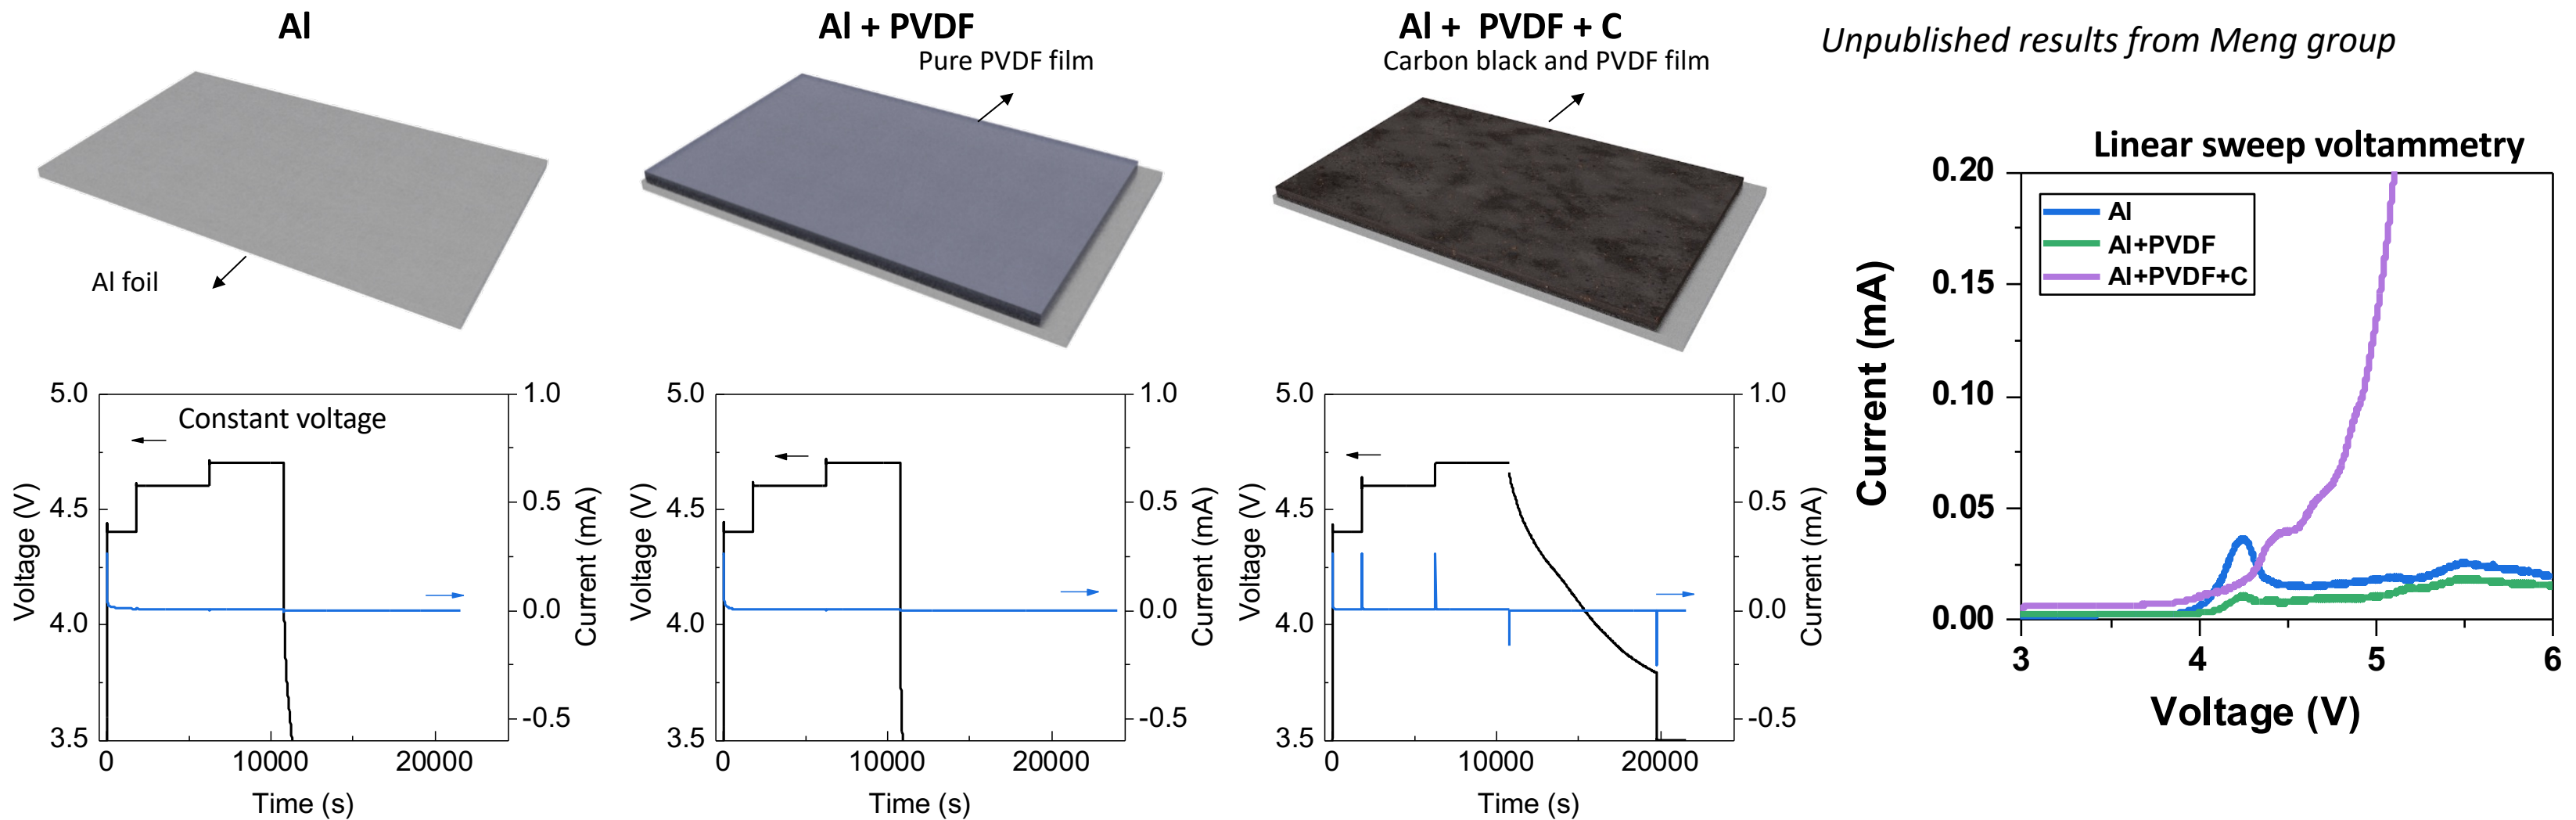 Al
Al + PVDF
Al + PVDF + C
Unpublished results from Meng group
Pure PVDF film
Carbon black and PVDF film
Al foil
Linear sweep voltammetry
0.20
0.15
0.10
0.05
0.00
Current (mA)
Al
Al+PVDF
Al+PVDF+C
3
4
5
6
Voltage (V)
5.0
4.5
4.0
3.5
Voltage (V)
Constant voltage
1.0
0.5
0.0
-0.5
Current (mA)
0
10000
20000
Time (s)
5.0
4.5
4.0
3.5
Voltage (V)
1.0
0.5
0.0
-0.5
Current (mA)
0
10000
20000
Time (s)
5.0
4.5
4.0
3.5
Voltage (V)
1.0
0.5
0.0
-0.5
Current (mA)
0
10000
20000
Time (s)